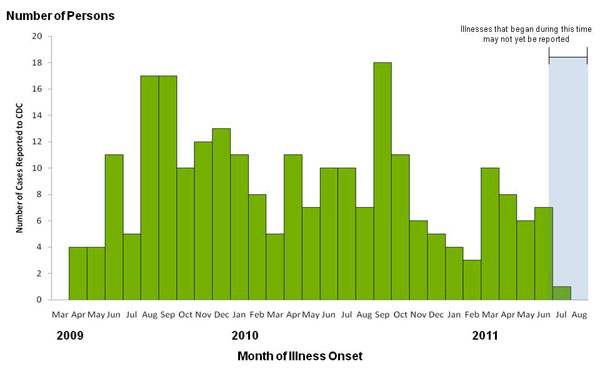 Number of Persons
Illnesses that began during this time
may not yet be reported
20
18
16
14
12
10
8
6
4
2
0
Number of Cases Reported to CDC
Mar Apr May Jun Jul Aug Sep Oct Nov Dec Jan Feb Mar Apr May Jun Jul Aug Sep Oct Nov Dec Jan Feb Mar Apr May Jun Jul Aug
2009 2010 2011
Month of Illness Onset